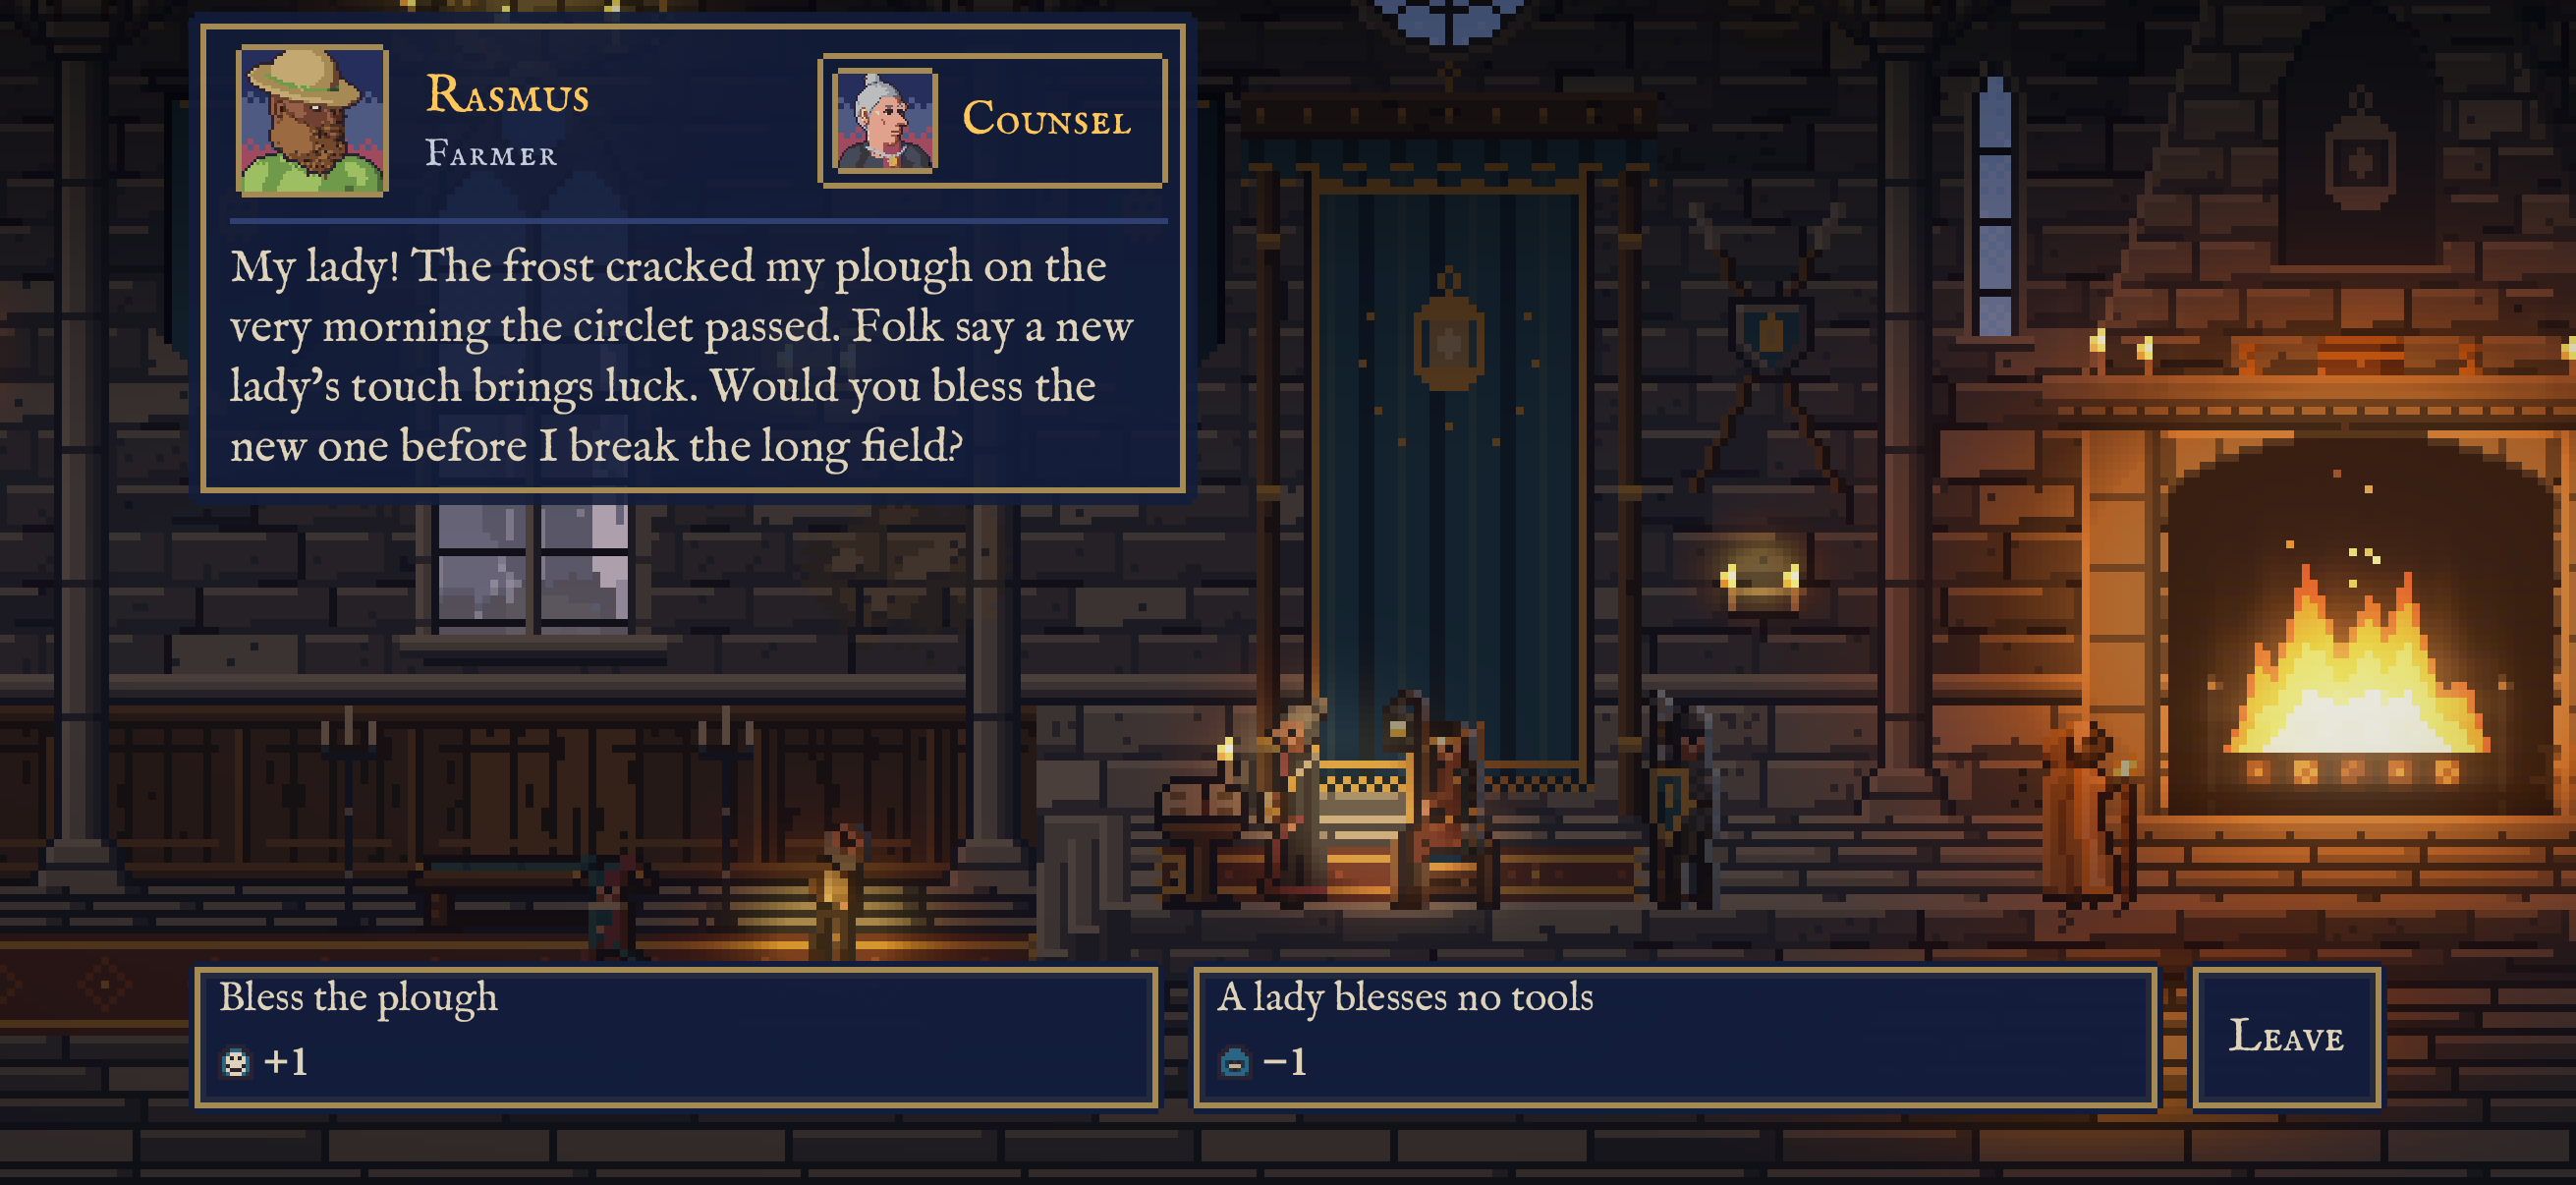 Rasmus
Farmer
Counsel
My lady! The frost cracked my plough on the
very morning the circlet passed. Folk say a new
lady's touch brings luck. Would you bless the
new one before I break the long field?
Bless the plough
+1
A lady blesses no tools
−1
Leave